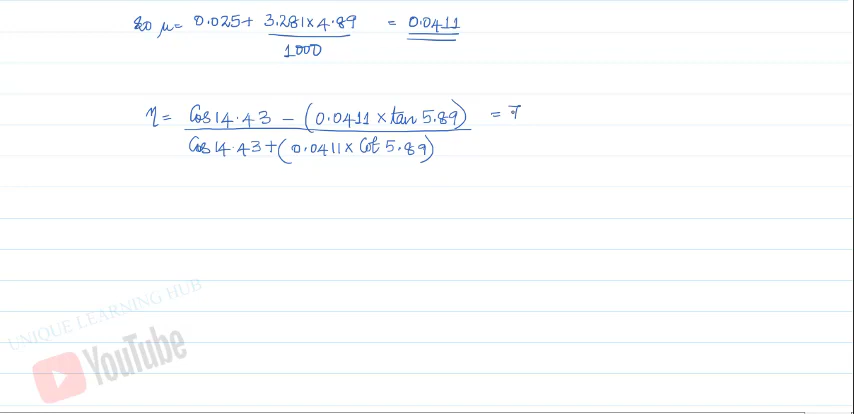 so μ = 0.025 + 3.281 × 4.89 / 1000 = 0.0411
η = Cos 14.43 − (0.0411 × tan 5.89) / Cos 14.43 + (0.0411 × Cot 5.89) = 7
UNIQUE LEARNING HUB
YouTube